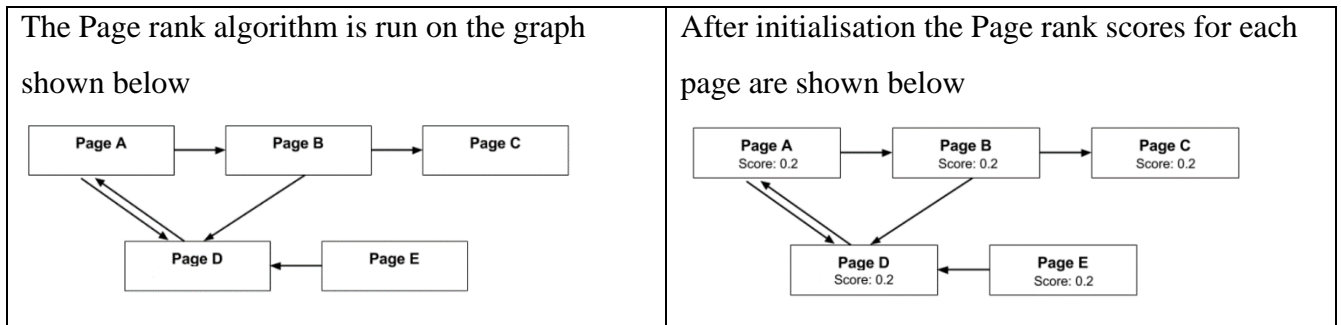 The Page rank algorithm is run on the graph
shown below
Page A
Page B
Page C
Page D
Page E
After initialisation the Page rank scores for each
page are shown below
Page A
Score: 0.2
Page B
Score: 0.2
Page C
Score: 0.2
Page D
Score: 0.2
Page E
Score: 0.2